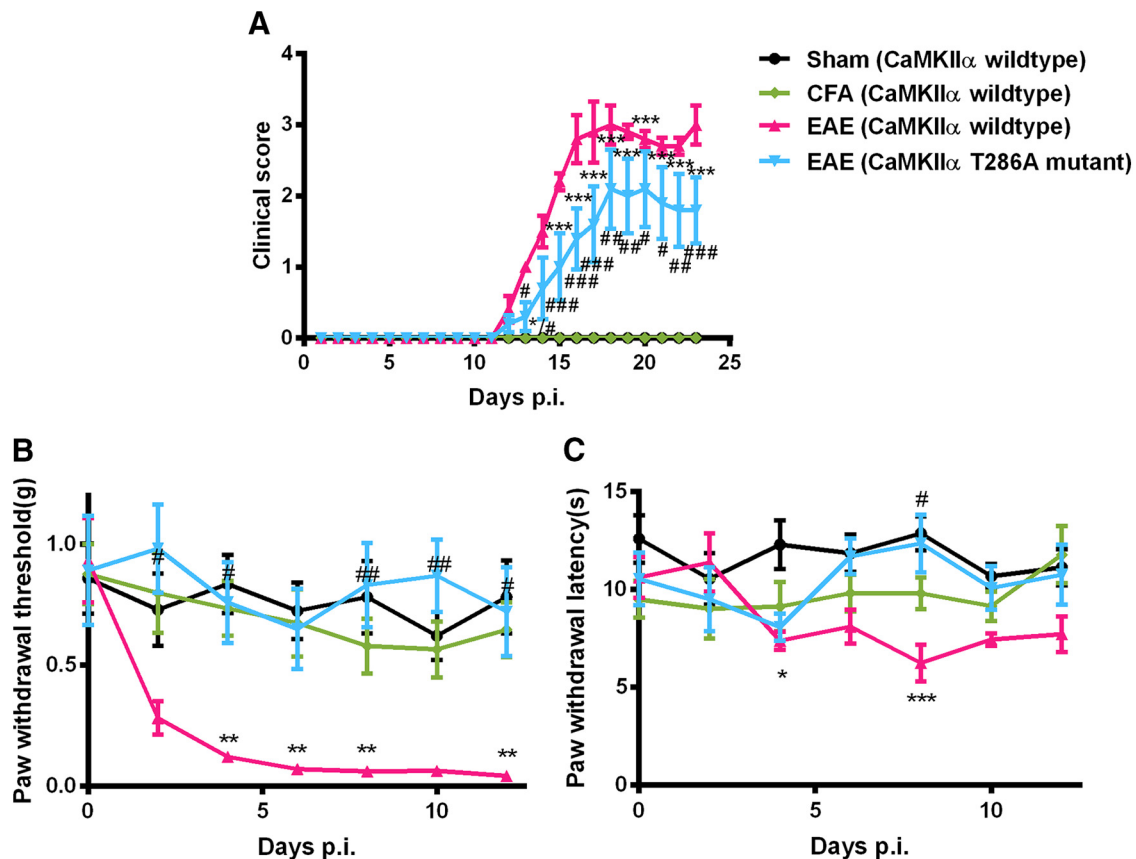 A
Clinical score
4
3
2
1
0
0 5 10 15 20 25
Days p.i.
Sham (CaMKIIα wildtype)
CFA (CaMKIIα wildtype)
EAE (CaMKIIα wildtype)
EAE (CaMKIIα T286A mutant)
***
***
***
***
***
***
***
***
***
#
*/#
###
###
###
##
##
#
#
##
###
B
Paw withdrawal threshold(g)
1.0
0.5
0.0
# # ## ## #
** ** ** **
0 5 10
Days p.i.
C
Paw withdrawal latency(s)
15
10
5
0
#
* ***
0 5 10
Days p.i.